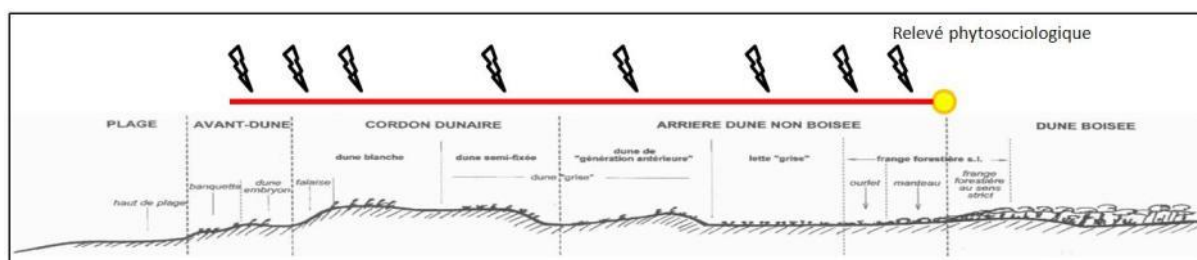 Relevé phytosociologique
PLAGE AVANT-DUNE CORDON DUNAIRE ARRIERE DUNE NON BOISEE DUNE BOISEE
dune blanche dune semi-fixée dune de "génération antérieure" lette "grise" frange forestière s.l.
dune "grise"
haut de plage banquette dune embryon falaise ourlet manteau frange forestière au sens strict